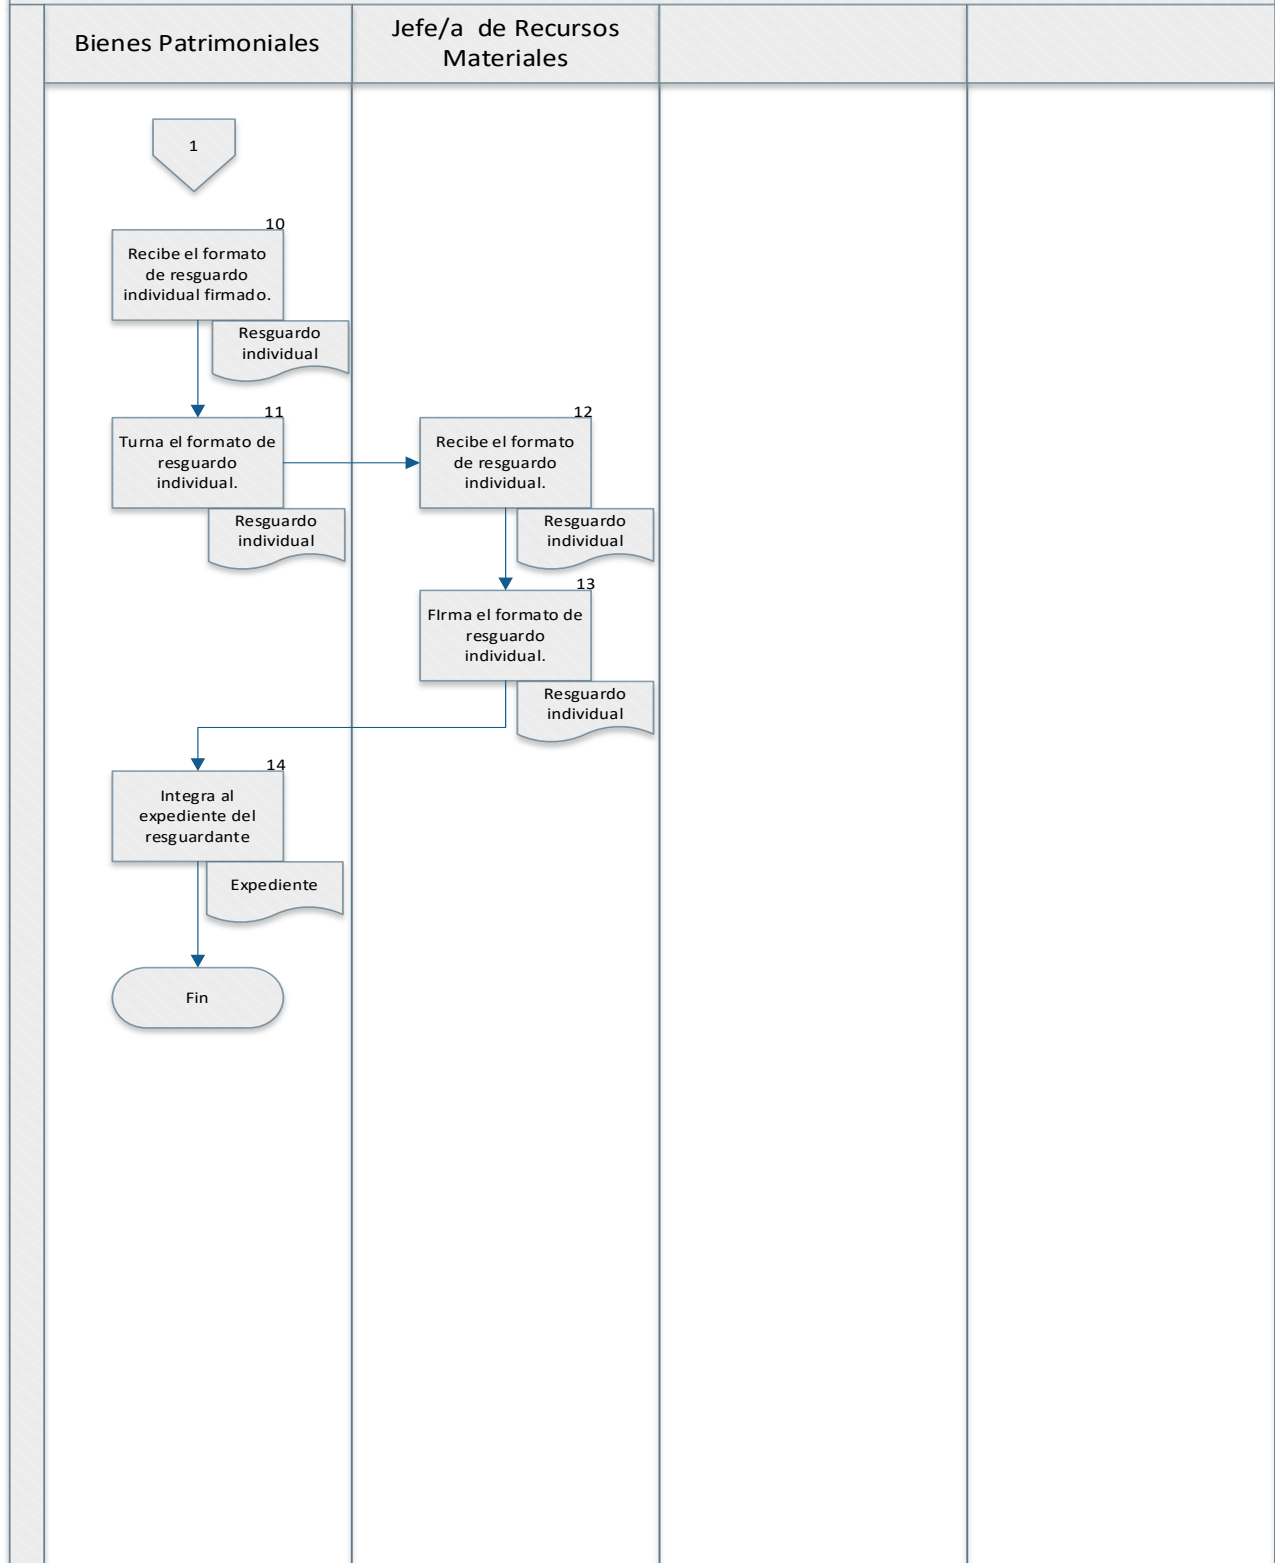 Bienes Patrimoniales
Jefe/a de Recursos
Materiales
1
10
Recibe el formato
de resguardo
individual firmado.
Resguardo
individual
11
Turna el formato de
resguardo
individual.
Resguardo
individual
12
Recibe el formato
de resguardo
individual.
Resguardo
individual
13
FIrma el formato de
resguardo
individual.
Resguardo
individual
14
Integra al
expediente del
resguardante
Expediente
Fin